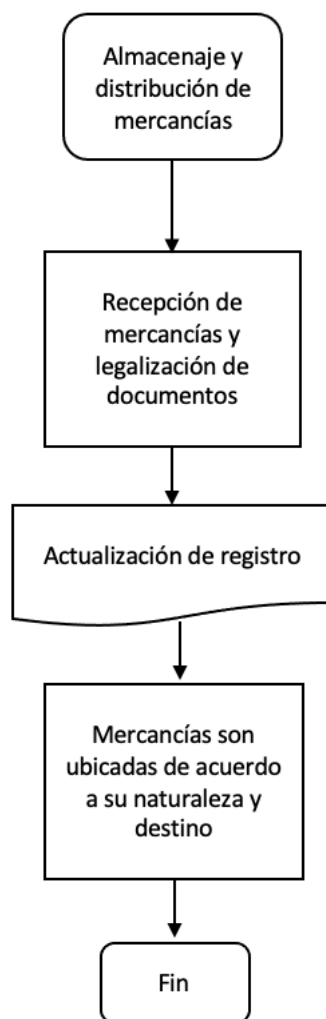 Almacenaje y
distribución de
mercancías
Recepción de
mercancías y
legalización de
documentos
Actualización de registro
Mercancías son
ubicadas de acuerdo
a su naturaleza y
destino
Fin